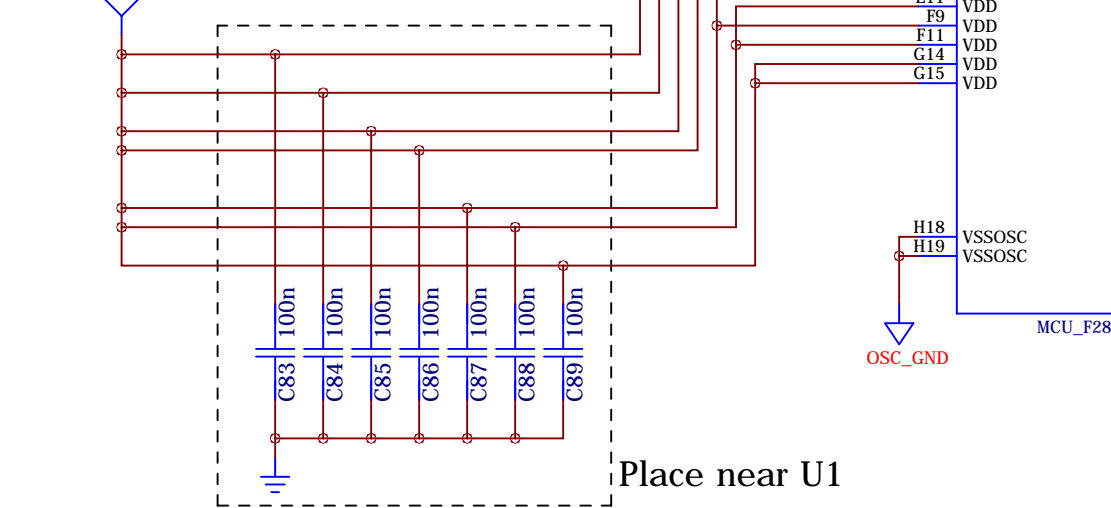 VDD
F9
VDD
F11
VDD
G14
VDD
G15
VDD
H18
VSSOSC
H19
VSSOSC
OSC_GND
MCU_F28
100n
100n
100n
100n
100n
100n
100n
C83
C84
C85
C86
C87
C88
C89
Place near U1